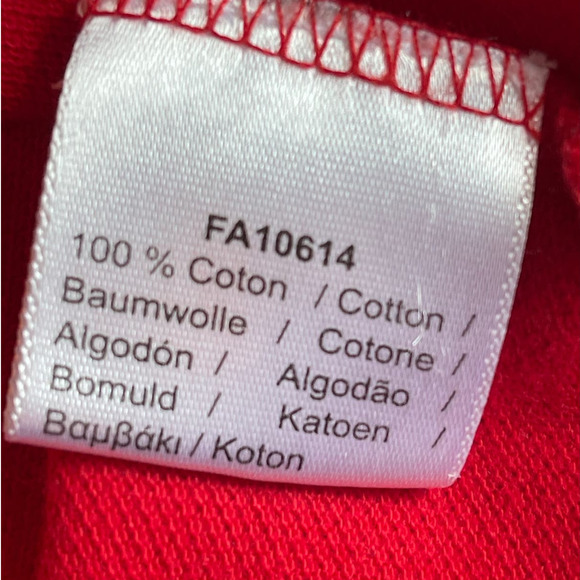 FA10614
100 % Coton / Cotton /
Baumwolle / Cotone /
Algodón / Algodão /
Bomuld / Katoen /
Βαμβάκι / Koton